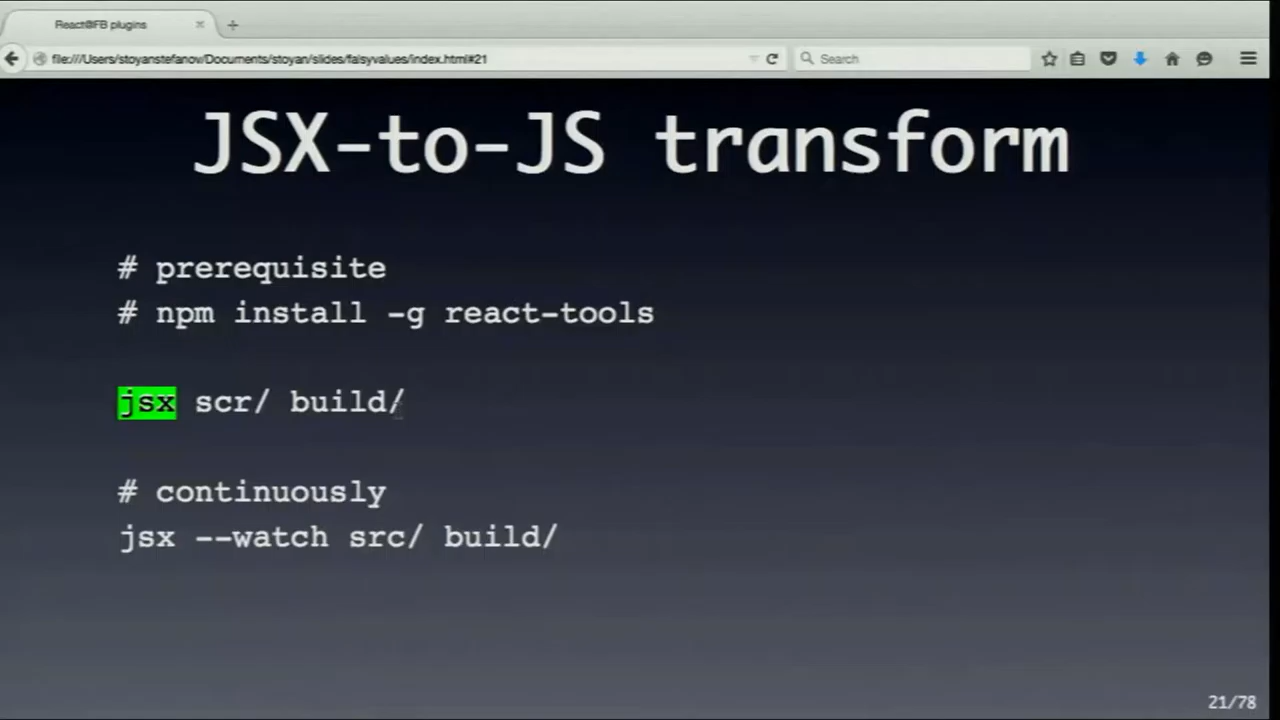 React@FB plugins
file:///Users/stoyanstefanov/Documents/stoyan/slides/falsyvalues/index.html#21
Search
JSX-to-JS transform
# prerequisite
# npm install -g react-tools
jsx scr/ build/
# continuously
jsx --watch src/ build/
21/78